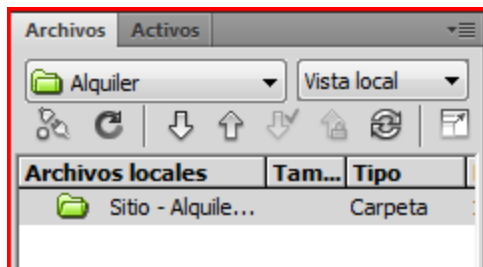 Archivos Activos
Alquiler Vista local
Archivos locales Tam... Tipo
Sitio - Alquile... Carpeta